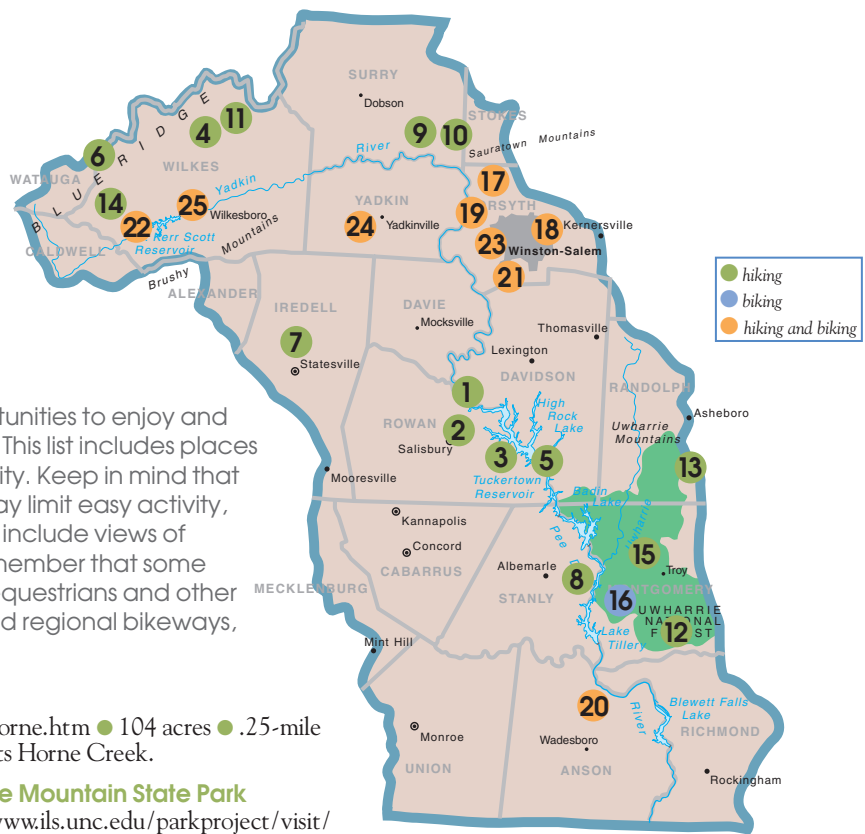 SURRY
Dobson
STOKES
Sauratown Mountains
9
10
11
4
6
BLUE RIDGE
WILKES
WATAUGA
Yadkin
River
14
25
Wilkesboro
22
Kerr Scott
Reservoir
CALDWELL
Brushy
Mountains
YADKIN
24
Yadkinville
17
RSYTH
19
18
Kernersville
23
Winston-Salem
21
hiking
biking
hiking and biking
ALEXANDER
IREDELL
7
Statesville
DAVIE
Mocksville
Thomasville
Lexington
DAVIDSON
RANDOLPH
Asheboro
1
High
Rock
Lake
Uwharrie
Mountains
ROWAN
2
Salisbury
3
5
13
Tuckertown
Reservoir
Mooresville
Badin
Lake
Kannapolis
Concord
CABARRUS
Pee
Uwharrie
15
Troy
Albemarle
8
STANLY
NTGOMERY
16
UWHARRIE
NATIONAL
F ST
12
Lake
Tillery
MECKLENBURG
Mint Hill
20
Wadesboro
ANSON
River
Blewett Falls
Lake
RICHMOND
Rockingham
Monroe
UNION
tunities to enjoy and
This list includes places
ity. Keep in mind that
ay limit easy activity,
include views of
member that some
equestrians and other
d regional bikeways,
orne.htm ● 104 acres ● .25-mile
ts Horne Creek.
e Mountain State Park
www.ils.unc.edu/parkproject/visit/